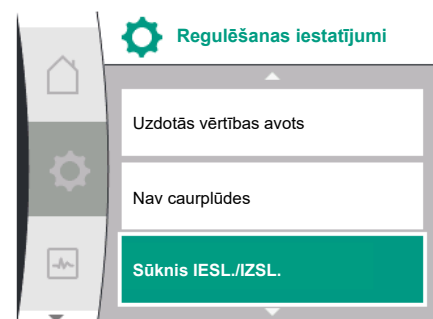 Regulēšanas iestatījumi
Uzdotās vērtības avots
Nav caurplūdes
Sūknis IESL./IZSL.